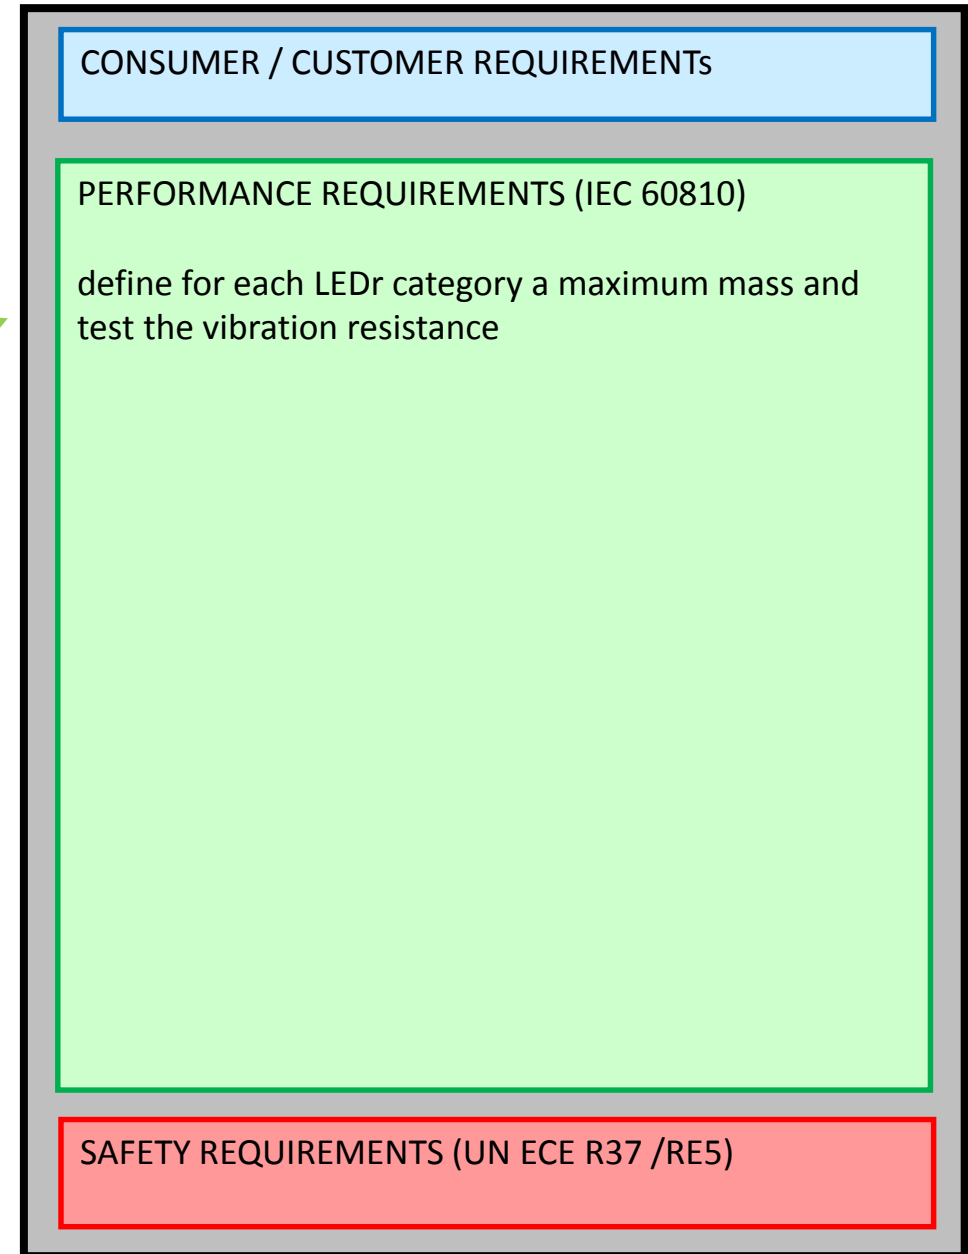 CONSUMER / CUSTOMER REQUIREMENTs
PERFORMANCE REQUIREMENTS (IEC 60810)
define for each LEDr category a maximum mass and
test the vibration resistance
SAFETY REQUIREMENTS (UN ECE R37 /RE5)